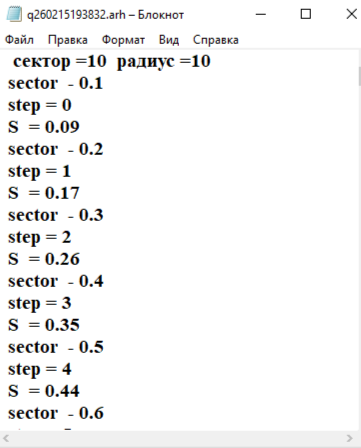 q260215193832.arh – Блокнот
Файл Правка Формат Вид Справка
сектор =10 радиус =10
sector - 0.1
step = 0
S = 0.09
sector - 0.2
step = 1
S = 0.17
sector - 0.3
step = 2
S = 0.26
sector - 0.4
step = 3
S = 0.35
sector - 0.5
step = 4
S = 0.44
sector - 0.6